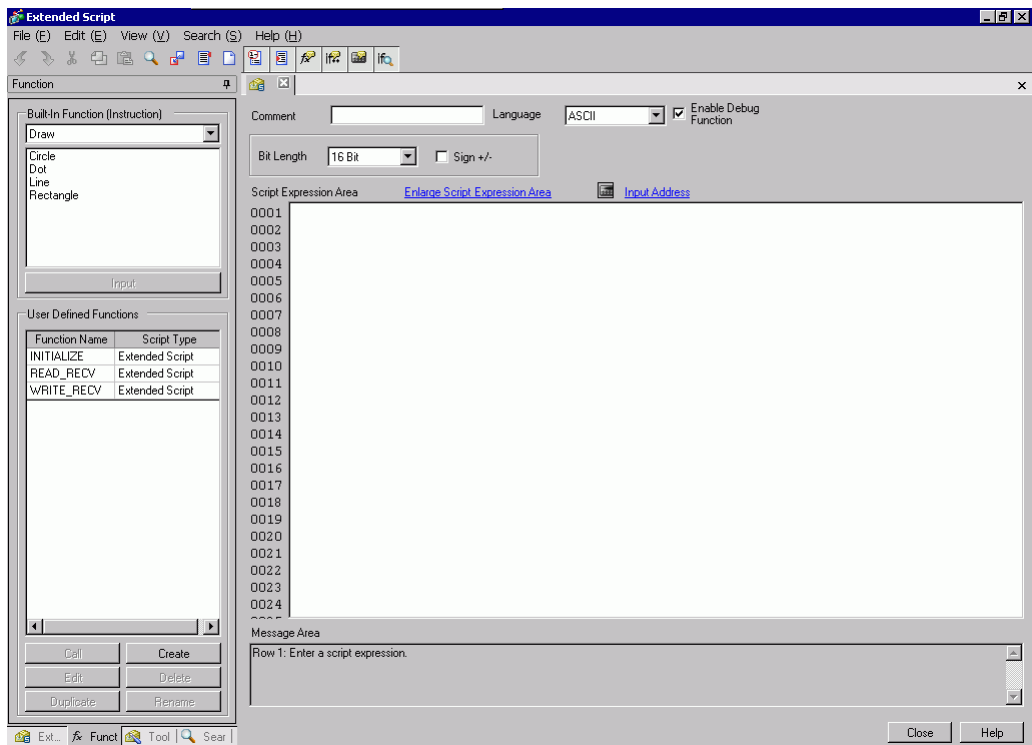 Extended Script
File (F) Edit (E) View (V) Search (S) Help (H)
Function
Built-In Function (Instruction)
Draw
Circle
Dot
Line
Rectangle
Input
User Defined Functions
Function Name Script Type
INITIALIZE Extended Script
READ_RECV Extended Script
WRITE_RECV Extended Script
Call Create
Edit Delete
Duplicate Rename
Ext... fx Funct Tool Sear
Comment Language ASCII Enable Debug
Function
Bit Length 16 Bit Sign +/-
Script Expression Area Enlarge Script Expression Area Input Address
0001
0002
0003
0004
0005
0006
0007
0008
0009
0010
0011
0012
0013
0014
0015
0016
0017
0018
0019
0020
0021
0022
0023
0024
Message Area
Row 1: Enter a script expression.
Close Help